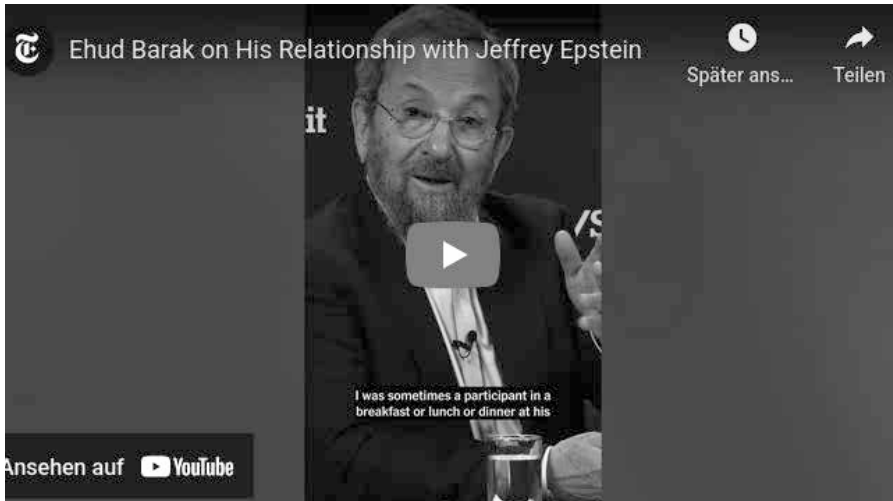 Ehud Barak on His Relationship with Jeffrey Epstein
Später ans...
Teilen
it
YS
I was sometimes a participant in a
breakfast or lunch or dinner at his
Ansehen auf YouTube